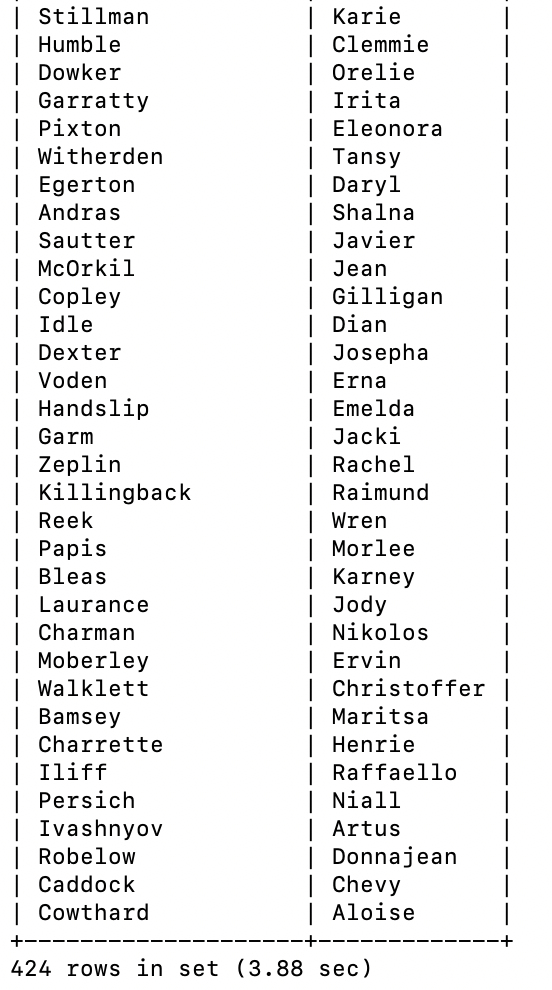 | Stillman | Karie |
| Humble | Clemmie |
| Dowker | Orelie |
| Garratty | Irita |
| Pixton | Eleonora |
| Witherden | Tansy |
| Egerton | Daryl |
| Andras | Shalna |
| Sautter | Javier |
| McOrkil | Jean |
| Copley | Gilligan |
| Idle | Dian |
| Dexter | Josepha |
| Voden | Erna |
| Handslip | Emelda |
| Garm | Jacki |
| Zeplin | Rachel |
| Killingback | Raimund |
| Reek | Wren |
| Papis | Morlee |
| Bleas | Karney |
| Laurance | Jody |
| Charman | Nikolos |
| Moberley | Ervin |
| Walklett | Christoffer |
| Bamsey | Maritsa |
| Charrette | Henrie |
| Iliff | Raffaello |
| Persich | Niall |
| Ivashnyov | Artus |
| Robelow | Donnajean |
| Caddock | Chevy |
| Cowthard | Aloise |
+--------------------+-------------+
424 rows in set (3.88 sec)